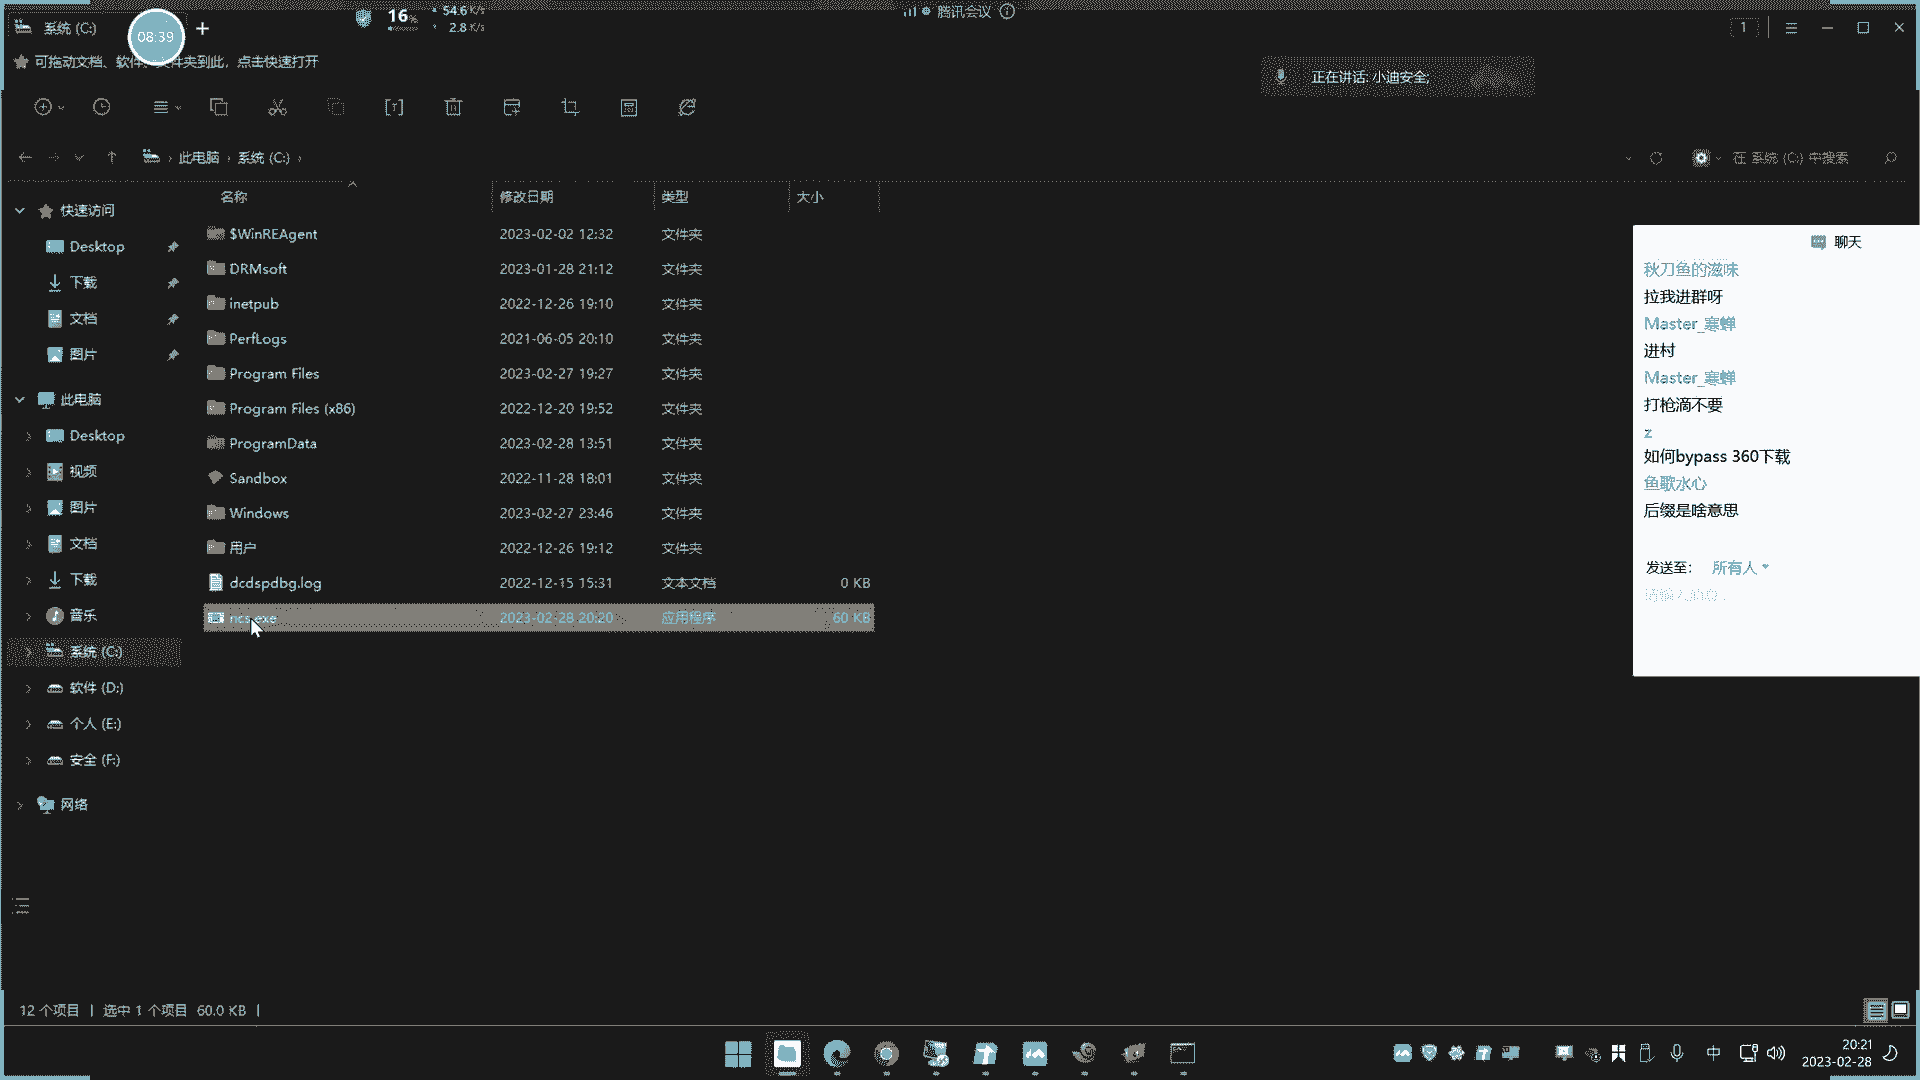 系统 (C:)
08:39
16%
54.6 K/s
2.8 K/s
腾讯会议
1
可拖动文档、软件、文件夹到此，点击快速打开
正在讲话: 小迪安全;
此电脑 › 系统 (C:) ›
在 系统 (C:) 中搜索
名称 修改日期 类型 大小
快速访问
Desktop
下载
文档
图片
此电脑
Desktop
视频
图片
文档
下载
音乐
系统 (C:)
软件 (D:)
个人 (E:)
安全 (F:)
网络
$WinREAgent 2023-02-02 12:32 文件夹
DRMsoft 2023-01-28 21:12 文件夹
inetpub 2022-12-26 19:10 文件夹
PerfLogs 2021-06-05 20:10 文件夹
Program Files 2023-02-27 19:27 文件夹
Program Files (x86) 2022-12-20 19:52 文件夹
ProgramData 2023-02-28 13:51 文件夹
Sandbox 2022-11-28 18:01 文件夹
Windows 2023-02-27 23:46 文件夹
用户 2022-12-26 19:12 文件夹
dcdspdbg.log 2022-12-15 15:31 文本文档 0 KB
ncs.exe 2023-02-28 20:20 应用程序 60 KB
聊天
秋刀鱼的滋味
拉我进群呀
Master_寒蝉
进村
Master_寒蝉
打枪滴不要
z
如何bypass 360下载
鱼歌水心
后缀是啥意思
发送至: 所有人
12 个项目 | 选中 1 个项目 60.0 KB |
中
20:21
2023-02-28